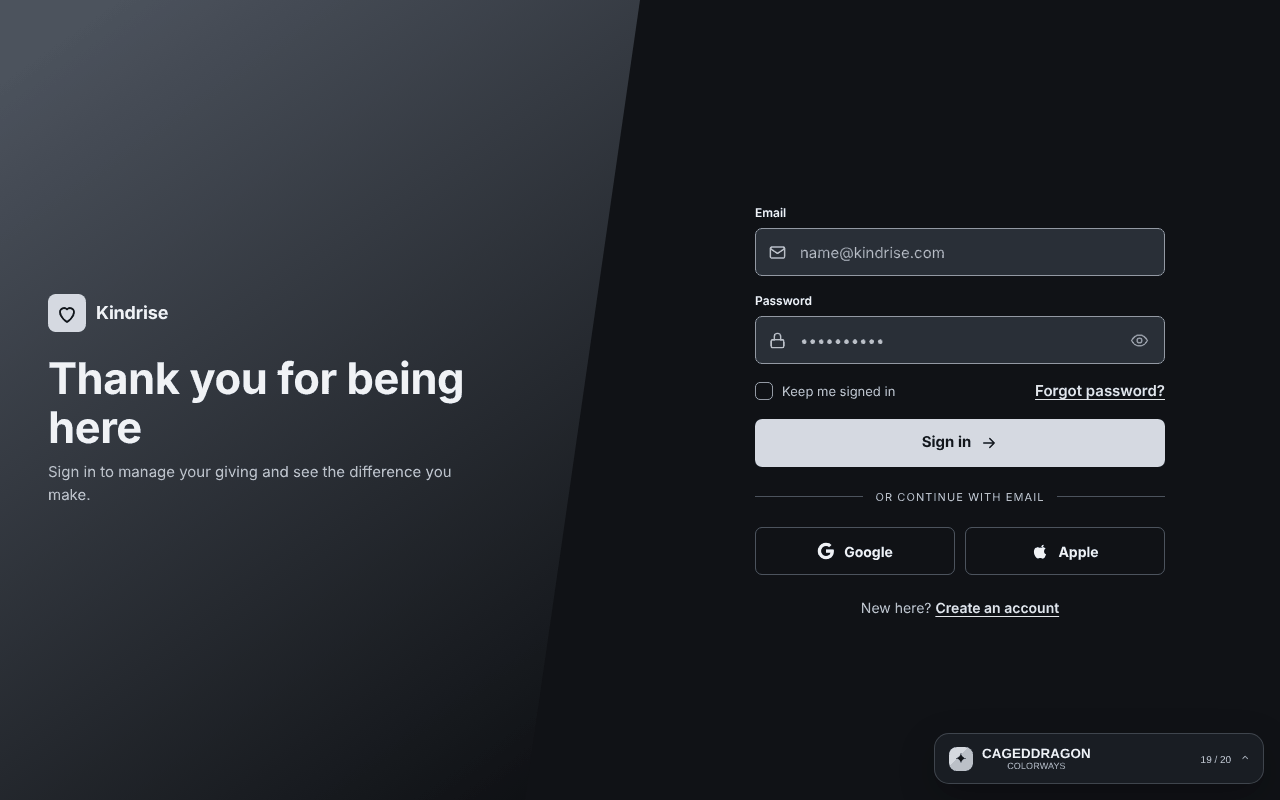 Kindrise
Thank you for being
here
Sign in to manage your giving and see the difference you
make.
Email
name@kindrise.com
Password
••••••••••
Keep me signed in
Forgot password?
Sign in →
OR CONTINUE WITH EMAIL
Google
Apple
New here? Create an account
CAGEDDRAGON
COLORWAYS
19 / 20